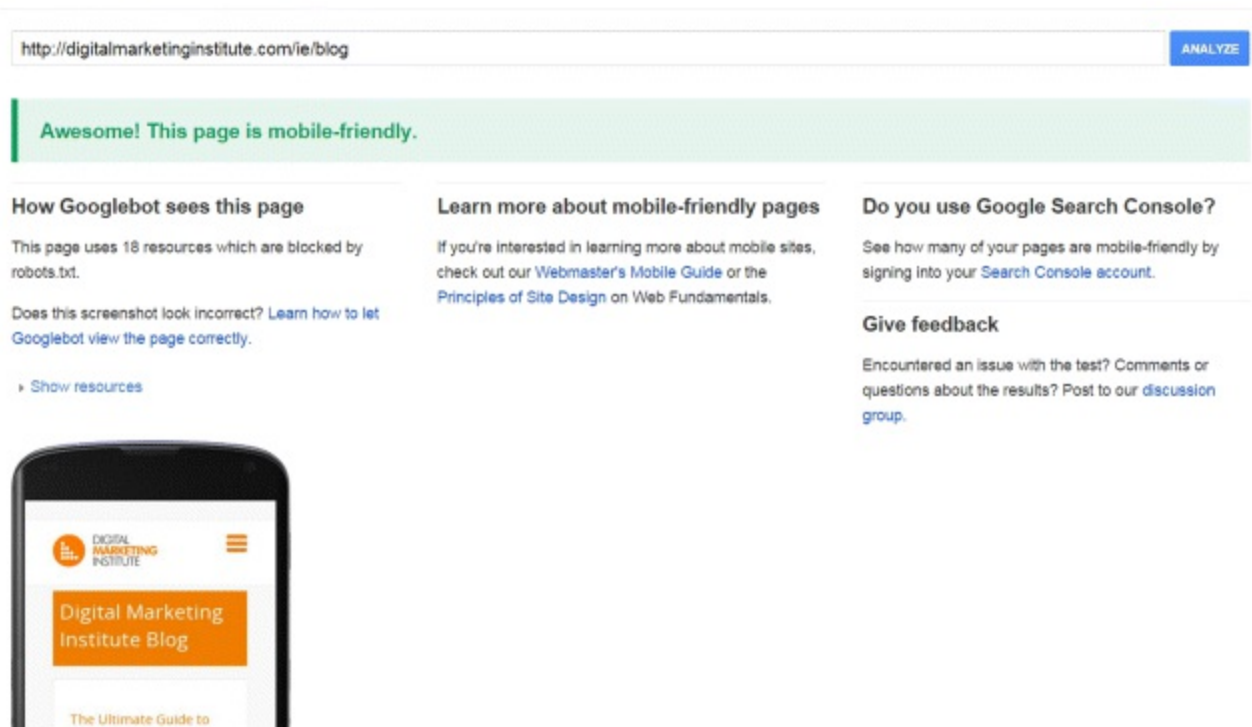 http://digitalmarketinginstitute.com/ie/blog
ANALYZE
Awesome! This page is mobile-friendly.
How Googlebot sees this page
This page uses 18 resources which are blocked by
robots.txt.
Does this screenshot look incorrect? Learn how to let
Googlebot view the page correctly.
Show resources
Learn more about mobile-friendly pages
If you're interested in learning more about mobile sites,
check out our Webmaster's Mobile Guide or the
Principles of Site Design on Web Fundamentals.
Do you use Google Search Console?
See how many of your pages are mobile-friendly by
signing into your Search Console account.
Give feedback
Encountered an issue with the test? Comments or
questions about the results? Post to our discussion
group.
DIGITAL
MARKETING
INSTITUTE
Digital Marketing
Institute Blog
The Ultimate Guide to